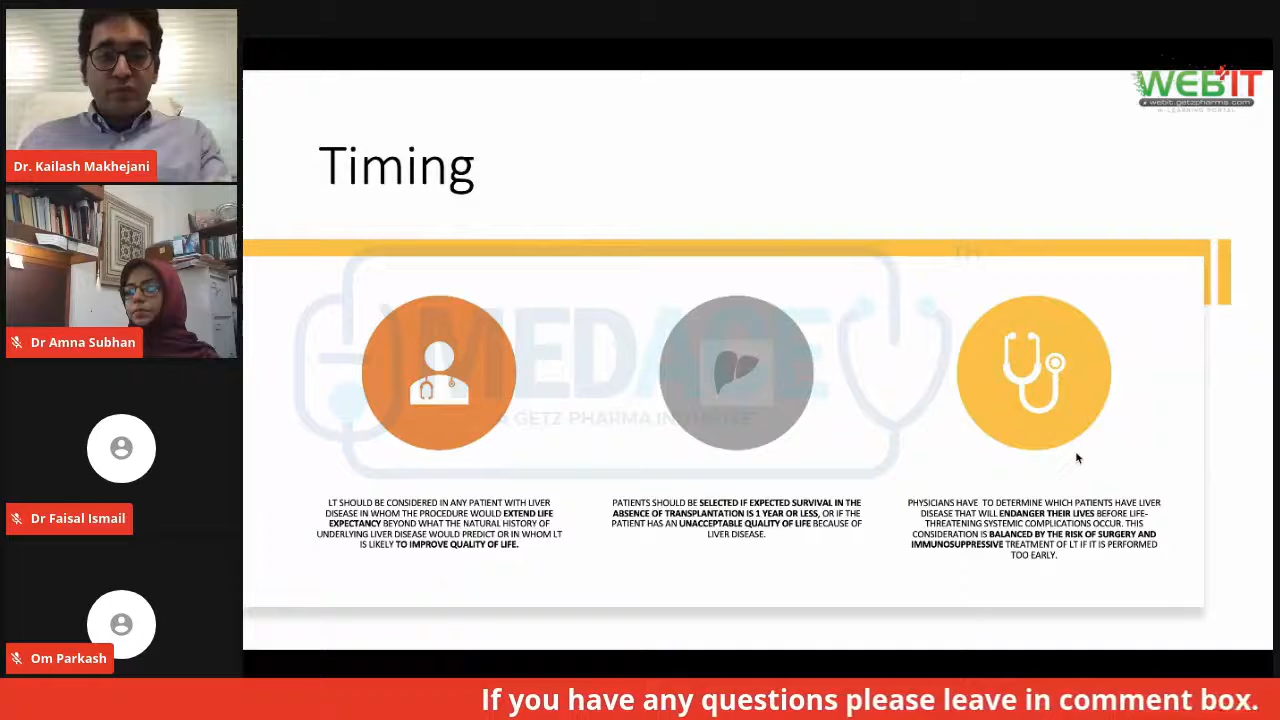 Dr. Kailash Makhejani
Dr Amna Subhan
Dr Faisal Ismail
Om Parkash
WEBIT
webit.getzpharma.com
E-LEARNING PORTAL
Timing
MEDACE
A GETZ PHARMA INITIATIVE
LT SHOULD BE CONSIDERED IN ANY PATIENT WITH LIVER
DISEASE IN WHOM THE PROCEDURE WOULD EXTEND LIFE
EXPECTANCY BEYOND WHAT THE NATURAL HISTORY OF
UNDERLYING LIVER DISEASE WOULD PREDICT OR IN WHOM LT
IS LIKELY TO IMPROVE QUALITY OF LIFE.
PATIENTS SHOULD BE SELECTED IF EXPECTED SURVIVAL IN THE
ABSENCE OF TRANSPLANTATION IS 1 YEAR OR LESS, OR IF THE
PATIENT HAS AN UNACCEPTABLE QUALITY OF LIFE BECAUSE OF
LIVER DISEASE.
PHYSICIANS HAVE TO DETERMINE WHICH PATIENTS HAVE LIVER
DISEASE THAT WILL ENDANGER THEIR LIVES BEFORE LIFE-
THREATENING SYSTEMIC COMPLICATIONS OCCUR. THIS
CONSIDERATION IS BALANCED BY THE RISK OF SURGERY AND
IMMUNOSUPPRESSIVE TREATMENT OF LT IF IT IS PERFORMED
TOO EARLY.
If you have any questions please leave in comment box.